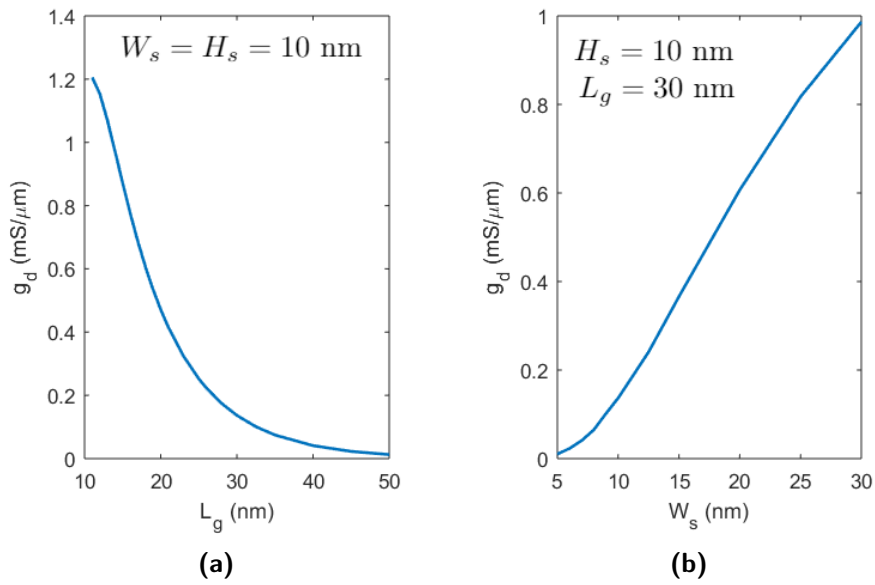 1.4
1.2
1
0.8
0.6
0.4
0.2
0
g_d (mS/μm)
W_s = H_s = 10 nm
10 20 30 40 50
L_g (nm)
(a)
1
0.8
0.6
0.4
0.2
0
g_d (mS/μm)
H_s = 10 nm
L_g = 30 nm
5 10 15 20 25 30
W_s (nm)
(b)